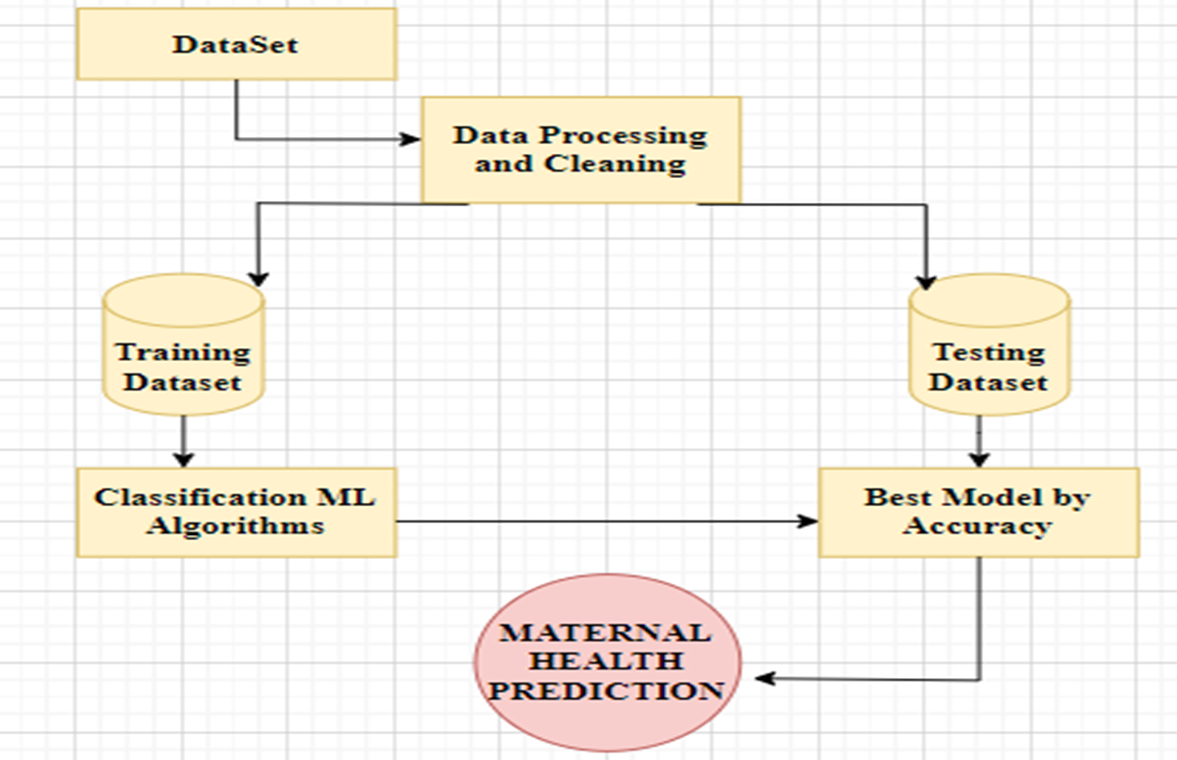 DataSet
Data Processing
and Cleaning
Training
Dataset
Testing
Dataset
Classification ML
Algorithms
Best Model by
Accuracy
MATERNAL
HEALTH
PREDICTION